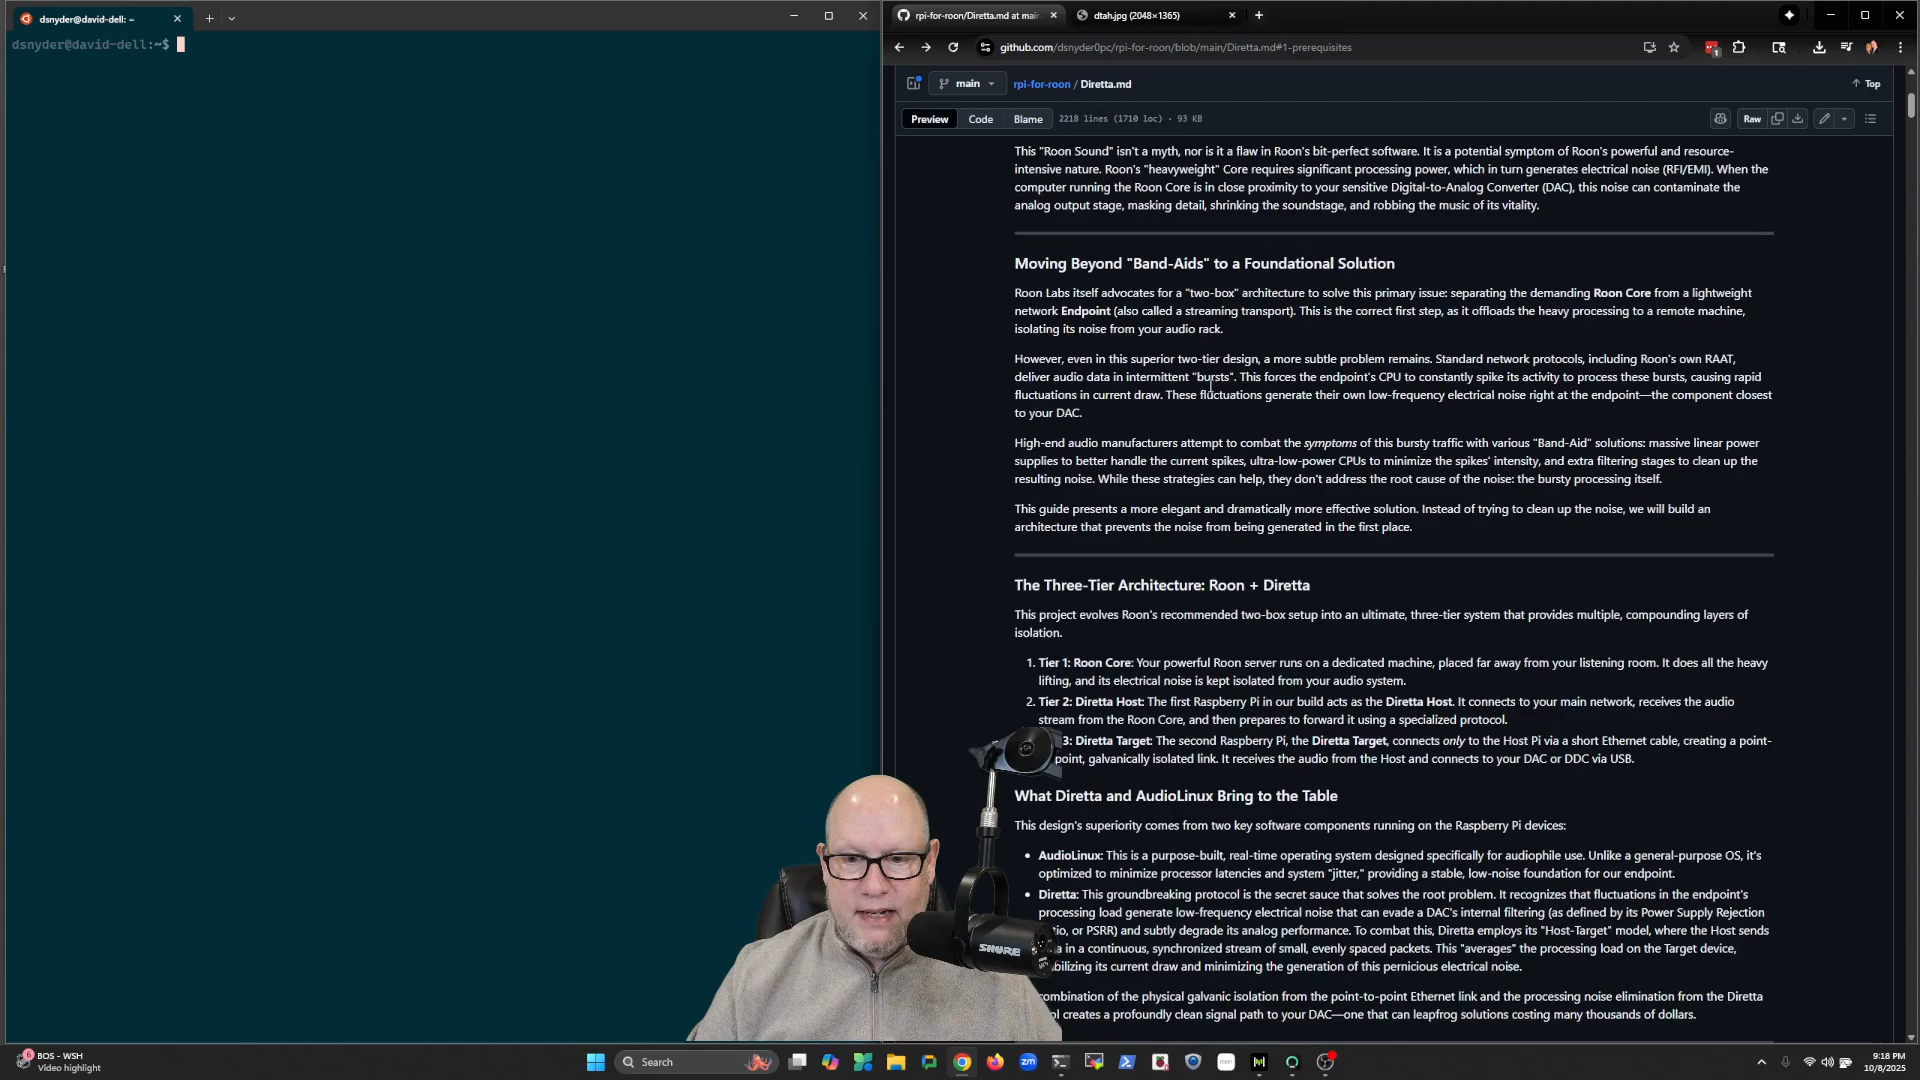 dsnyder@david-dell: ~
dsnyder@david-dell:~$
rpi-for-roon/Diretta.md at main
dtah.jpg (2048×1365)
github.com/dsnyder0pc/rpi-for-roon/blob/main/Diretta.md#1-prerequisites
1
main
rpi-for-roon / Diretta.md
Top
Preview
Code
Blame
2218 lines (1710 loc) · 93 KB
Raw
This "Roon Sound" isn't a myth, nor is it a flaw in Roon's bit-perfect software. It is a potential symptom of Roon's powerful and resource-
intensive nature. Roon's "heavyweight" Core requires significant processing power, which in turn generates electrical noise (RFI/EMI). When the
computer running the Roon Core is in close proximity to your sensitive Digital-to-Analog Converter (DAC), this noise can contaminate the
analog output stage, masking detail, shrinking the soundstage, and robbing the music of its vitality.
Moving Beyond "Band-Aids" to a Foundational Solution
Roon Labs itself advocates for a "two-box" architecture to solve this primary issue: separating the demanding Roon Core from a lightweight
network Endpoint (also called a streaming transport). This is the correct first step, as it offloads the heavy processing to a remote machine,
isolating its noise from your audio rack.
However, even in this superior two-tier design, a more subtle problem remains. Standard network protocols, including Roon's own RAAT,
deliver audio data in intermittent "bursts". This forces the endpoint's CPU to constantly spike its activity to process these bursts, causing rapid
fluctuations in current draw. These fluctuations generate their own low-frequency electrical noise right at the endpoint—the component closest
to your DAC.
High-end audio manufacturers attempt to combat the symptoms of this bursty traffic with various "Band-Aid" solutions: massive linear power
supplies to better handle the current spikes, ultra-low-power CPUs to minimize the spikes' intensity, and extra filtering stages to clean up the
resulting noise. While these strategies can help, they don't address the root cause of the noise: the bursty processing itself.
This guide presents a more elegant and dramatically more effective solution. Instead of trying to clean up the noise, we will build an
architecture that prevents the noise from being generated in the first place.
The Three-Tier Architecture: Roon + Diretta
This project evolves Roon's recommended two-box setup into an ultimate, three-tier system that provides multiple, compounding layers of
isolation.
1. Tier 1: Roon Core: Your powerful Roon server runs on a dedicated machine, placed far away from your listening room. It does all the heavy
lifting, and its electrical noise is kept isolated from your audio system.
2. Tier 2: Diretta Host: The first Raspberry Pi in our build acts as the Diretta Host. It connects to your main network, receives the audio
stream from the Roon Core, and then prepares to forward it using a specialized protocol.
3: Diretta Target: The second Raspberry Pi, the Diretta Target, connects only to the Host Pi via a short Ethernet cable, creating a point-
point, galvanically isolated link. It receives the audio from the Host and connects to your DAC or DDC via USB.
What Diretta and AudioLinux Bring to the Table
This design's superiority comes from two key software components running on the Raspberry Pi devices:
• AudioLinux: This is a purpose-built, real-time operating system designed specifically for audiophile use. Unlike a general-purpose OS, it's
optimized to minimize processor latencies and system "jitter," providing a stable, low-noise foundation for our endpoint.
• Diretta: This groundbreaking protocol is the secret sauce that solves the root problem. It recognizes that fluctuations in the endpoint's
processing load generate low-frequency electrical noise that can evade a DAC's internal filtering (as defined by its Power Supply Rejection
io, or PSRR) and subtly degrade its analog performance. To combat this, Diretta employs its "Host-Target" model, where the Host sends
a in a continuous, synchronized stream of small, evenly spaced packets. This "averages" the processing load on the Target device,
bilizing its current draw and minimizing the generation of this pernicious electrical noise.
combination of the physical galvanic isolation from the point-to-point Ethernet link and the processing noise elimination from the Diretta
ol creates a profoundly clean signal path to your DAC—one that can leapfrog solutions costing many thousands of dollars.
SHURE
BOS - WSH
Video highlight
Search
zm
roon
9:18 PM
10/8/2025